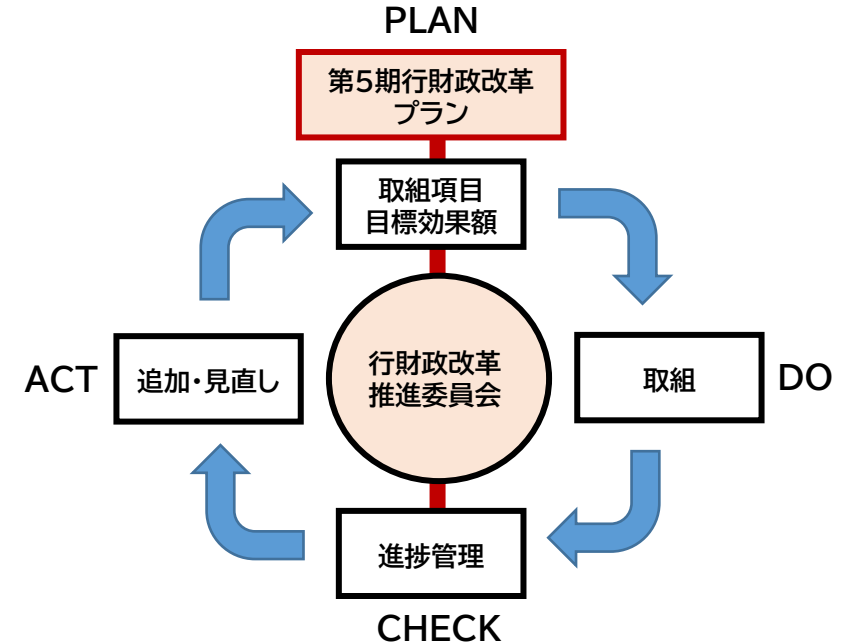 PLAN
第5期行財政改革
プラン
取組項目
目標効果額
ACT
追加・見直し
行財政改革
推進委員会
取組
DO
進捗管理
CHECK